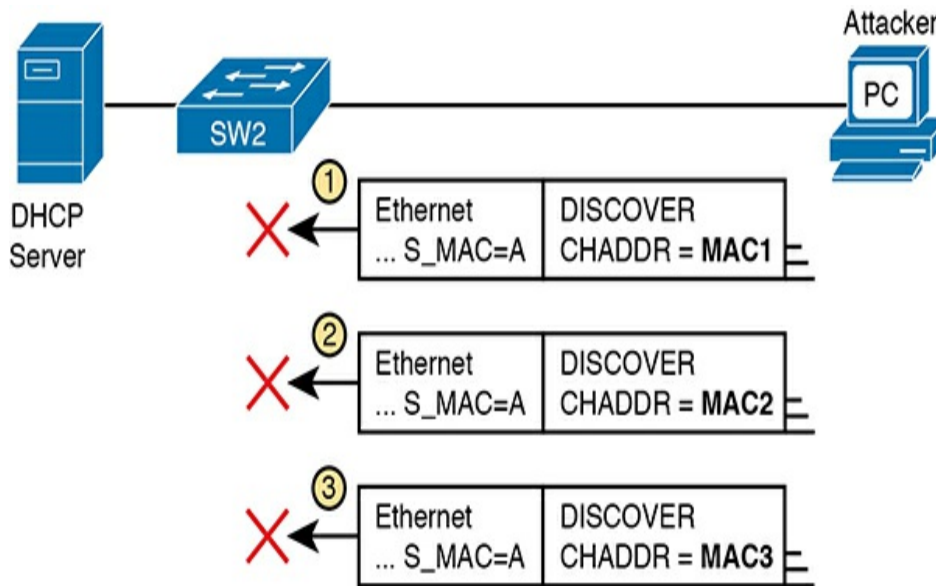 Attacker
PC
SW2
DHCP
Server
1
Ethernet
... S_MAC=A
DISCOVER
CHADDR = MAC1
2
Ethernet
... S_MAC=A
DISCOVER
CHADDR = MAC2
3
Ethernet
... S_MAC=A
DISCOVER
CHADDR = MAC3